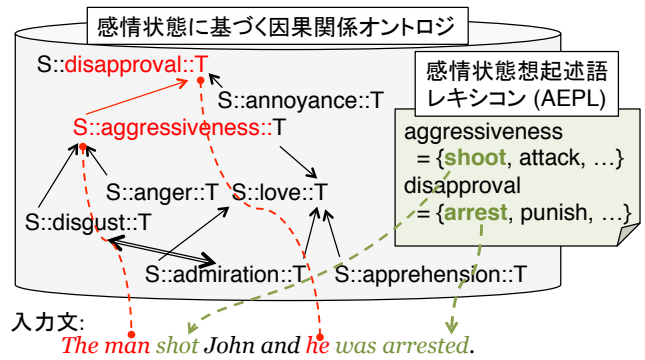 感情状態に基づく因果関係オントロジ
S::disapproval::T
S::annoyance::T
S::aggressiveness::T
S::anger::T
S::love::T
S::disgust::T
S::admiration::T
S::apprehension::T
感情状態想起述語
レキシコン (AEPL)
aggressiveness
= {shoot, attack, …}
disapproval
= {arrest, punish, …}
入力文:
The man shot John and he was arrested.